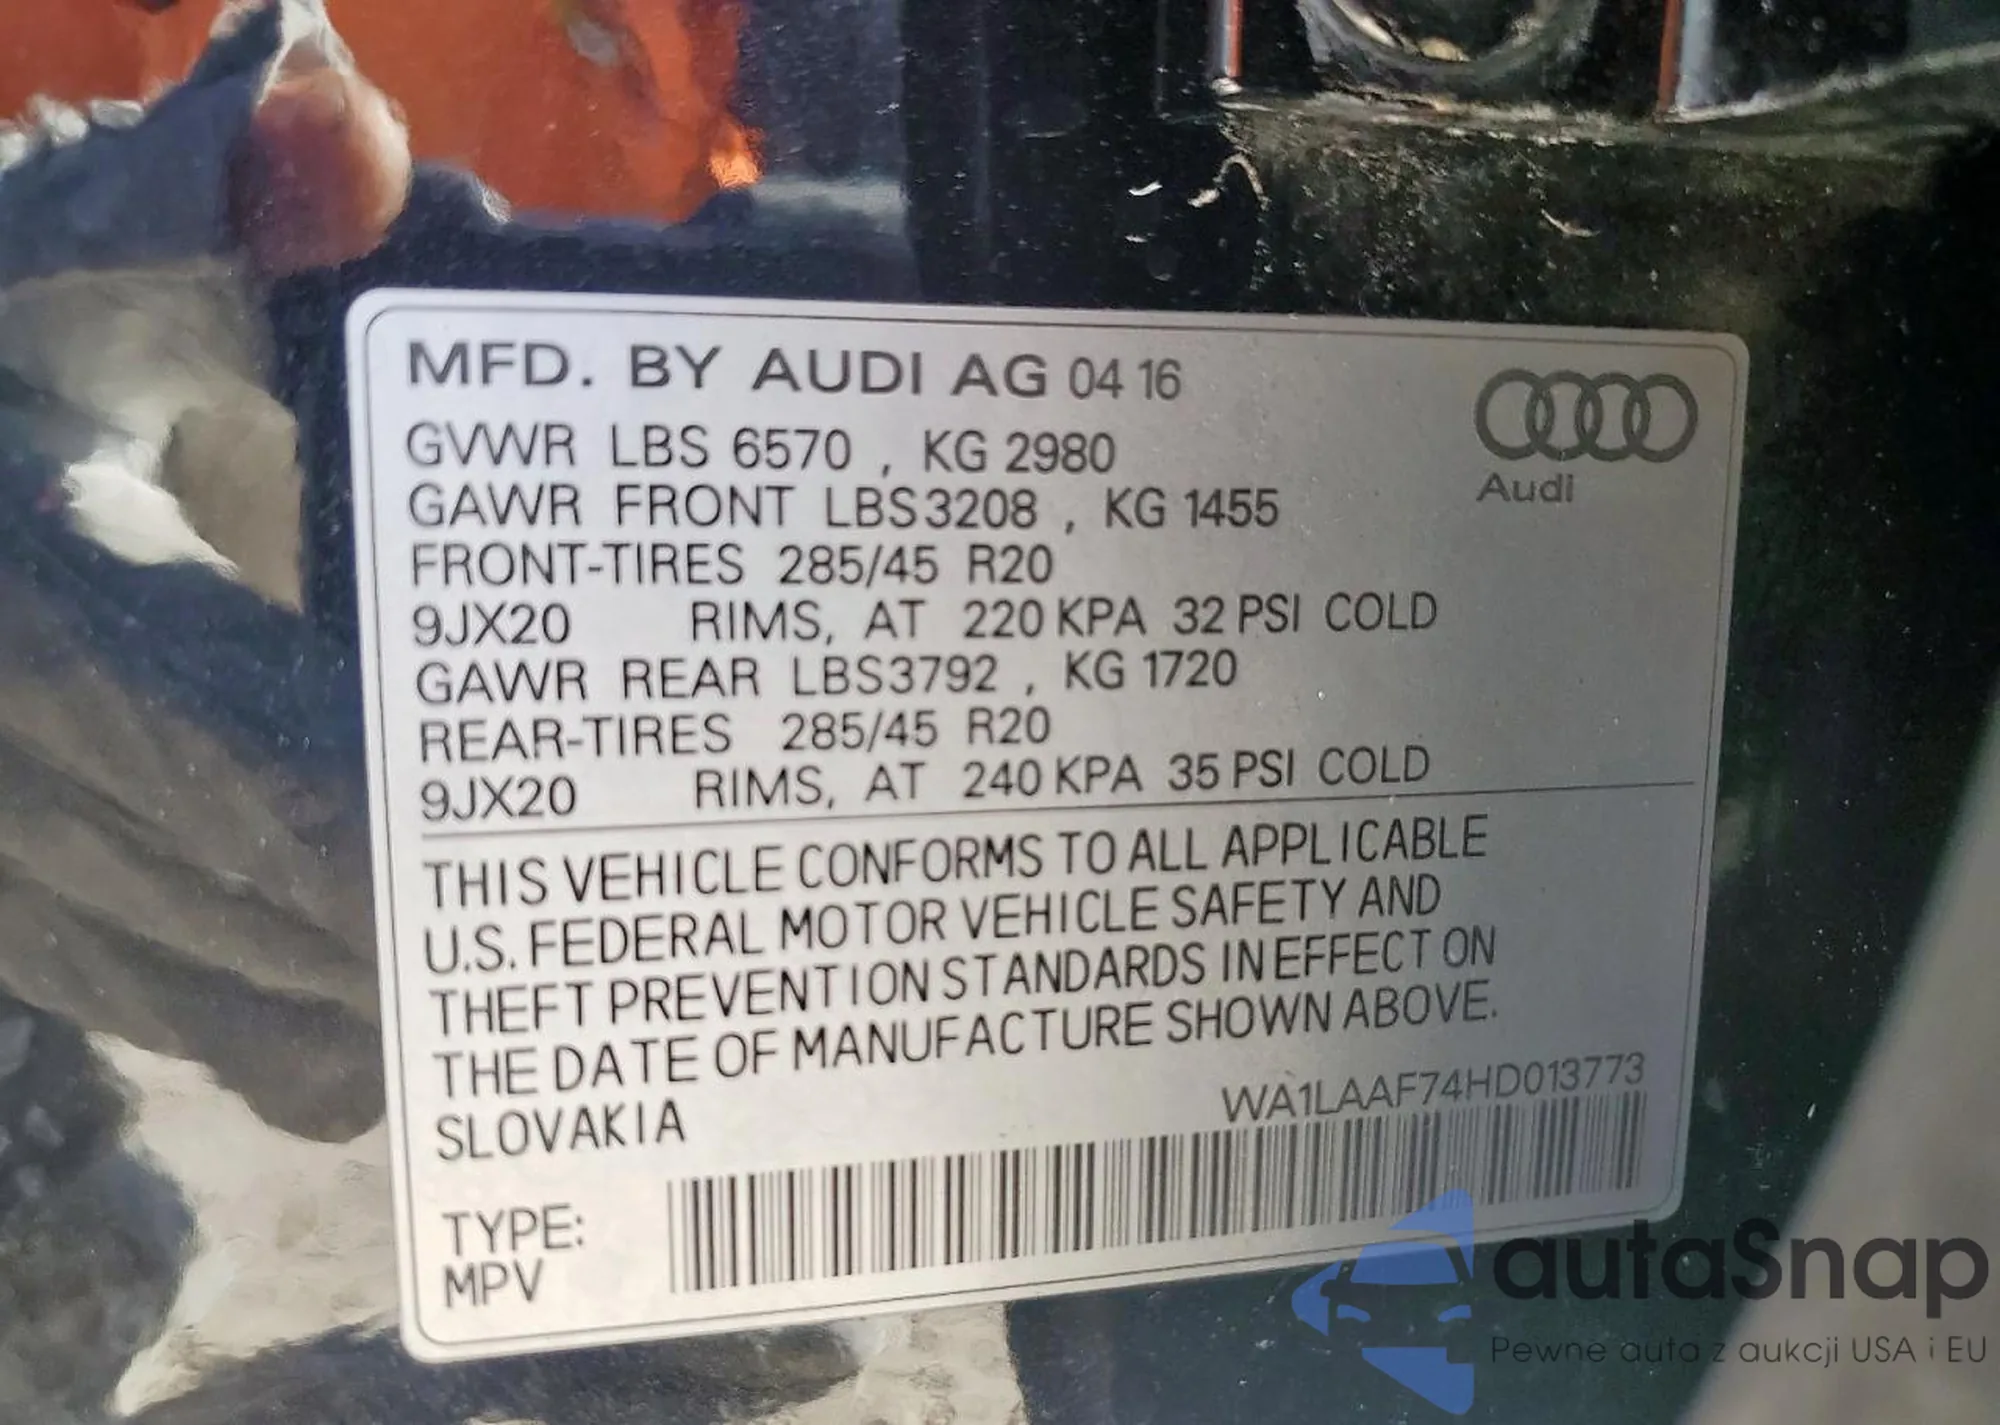 MFD. BY AUDI AG 04 16
GVWR LBS 6570 , KG 2980
GAWR FRONT LBS 3208 , KG 1455
FRONT-TIRES 285/45 R20
9JX20 RIMS, AT 220 KPA 32 PSI COLD
GAWR REAR LBS 3792 , KG 1720
REAR-TIRES 285/45 R20
9JX20 RIMS, AT 240 KPA 35 PSI COLD
Audi
THIS VEHICLE CONFORMS TO ALL APPLICABLE
U.S. FEDERAL MOTOR VEHICLE SAFETY AND
THEFT PREVENTION STANDARDS IN EFFECT ON
THE DATE OF MANUFACTURE SHOWN ABOVE.
SLOVAKIA
WA1LAAF74HD013773
TYPE:
MPV
autaSnap
Pewne auta z aukcji USA i EU